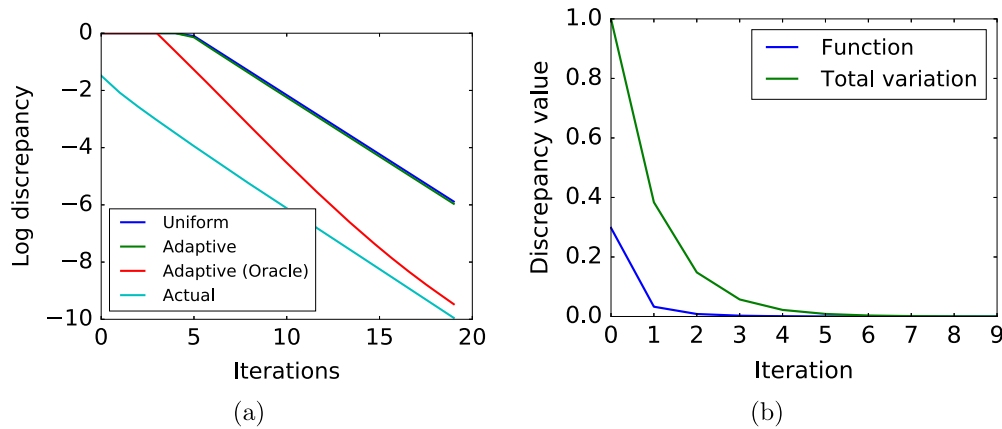 0
−2
−4
−6
−8
−10
0
5
10
15
20
Log discrepancy
Iterations
Uniform
Adaptive
Adaptive (Oracle)
Actual
(a)
1.0
0.8
0.6
0.4
0.2
0.0
0
1
2
3
4
5
6
7
8
9
Discrepancy value
Iteration
Function
Total variation
(b)